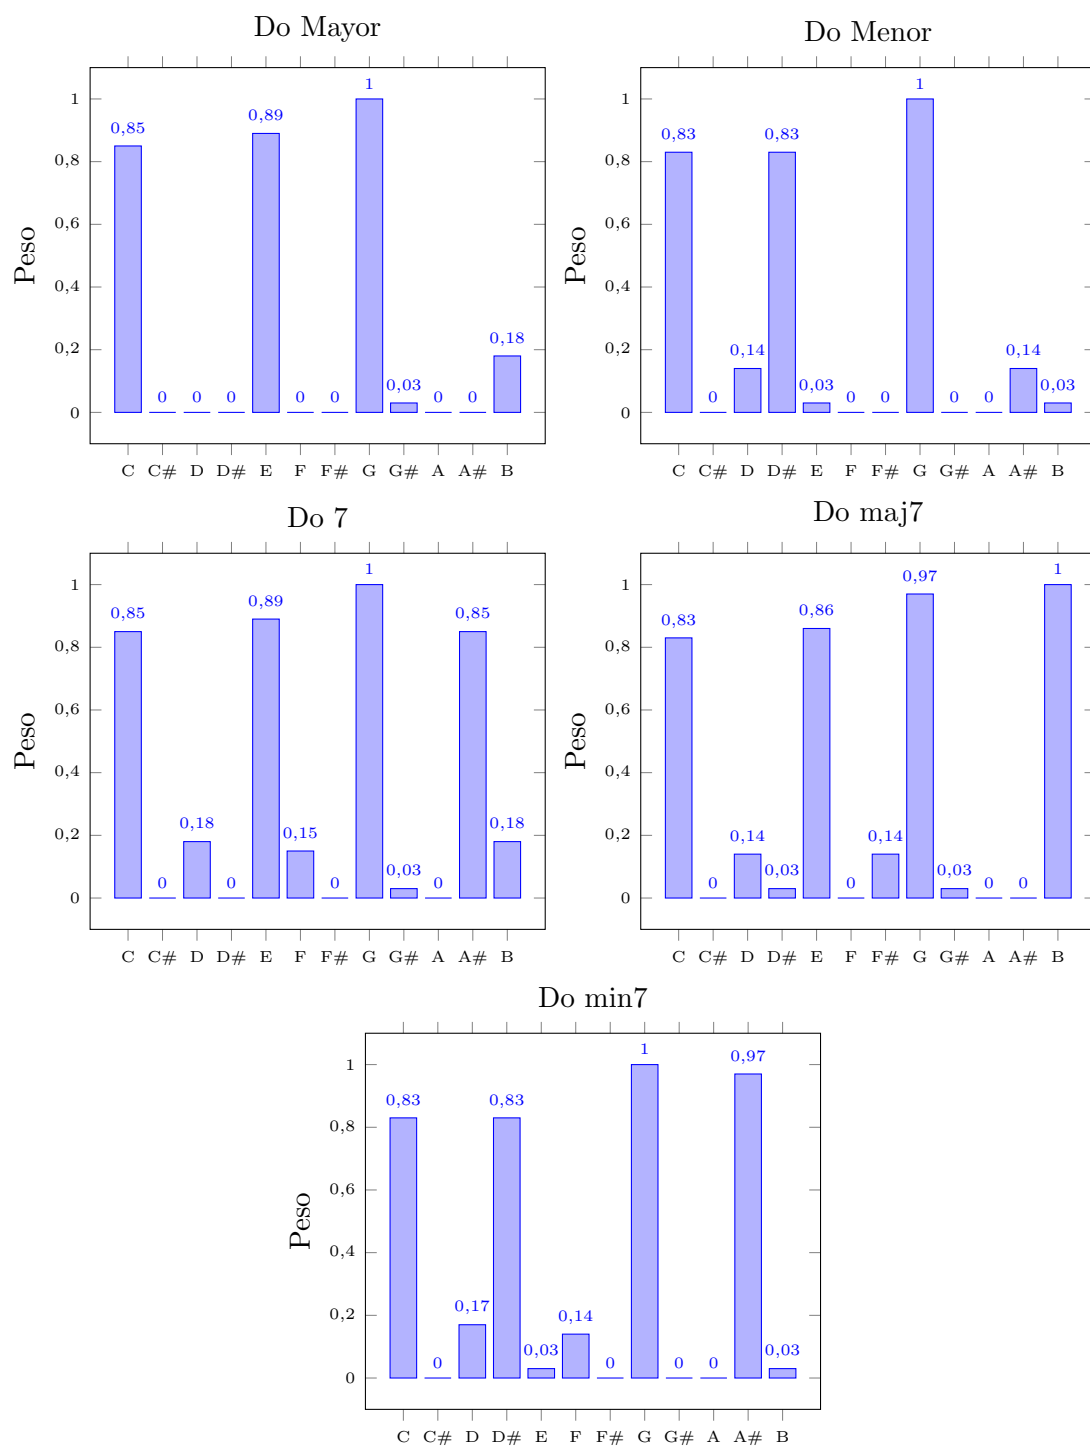 Do Mayor
Peso
1
0,8
0,6
0,4
0,2
0
0,85 0 0 0 0,89 0 0 1 0,03 0 0 0,18
C C# D D# E F F# G G# A A# B
Do Menor
Peso
1
0,8
0,6
0,4
0,2
0
0,83 0 0,14 0,83 0,03 0 0 1 0 0 0,14 0,03
C C# D D# E F F# G G# A A# B
Do 7
Peso
1
0,8
0,6
0,4
0,2
0
0,85 0 0,18 0 0,89 0,15 0 1 0,03 0 0,85 0,18
C C# D D# E F F# G G# A A# B
Do maj7
Peso
1
0,8
0,6
0,4
0,2
0
0,83 0 0,14 0,03 0,86 0 0,14 0,97 0,03 0 0 1
C C# D D# E F F# G G# A A# B
Do min7
Peso
1
0,8
0,6
0,4
0,2
0
0,83 0 0,17 0,83 0,03 0,14 0 1 0 0 0,97 0,03
C C# D D# E F F# G G# A A# B